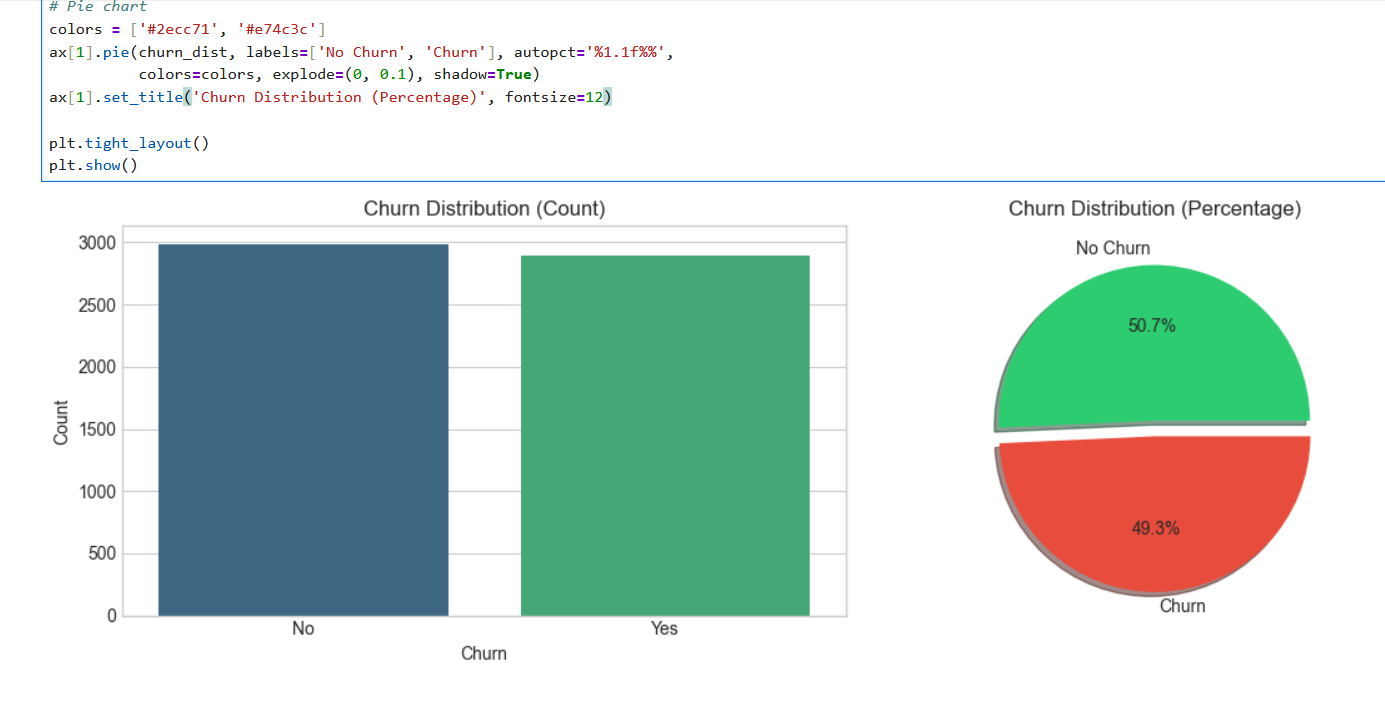 # Pie chart
colors = ['#2ecc71', '#e74c3c']
ax[1].pie(churn_dist, labels=['No Churn', 'Churn'], autopct='%1.1f%%',
          colors=colors, explode=(0, 0.1), shadow=True)
ax[1].set_title('Churn Distribution (Percentage)', fontsize=12)
plt.tight_layout()
plt.show()
Churn Distribution (Count)
3000
2500
2000
1500
1000
500
0
Count
No
Yes
Churn
Churn Distribution (Percentage)
No Churn
50.7%
49.3%
Churn